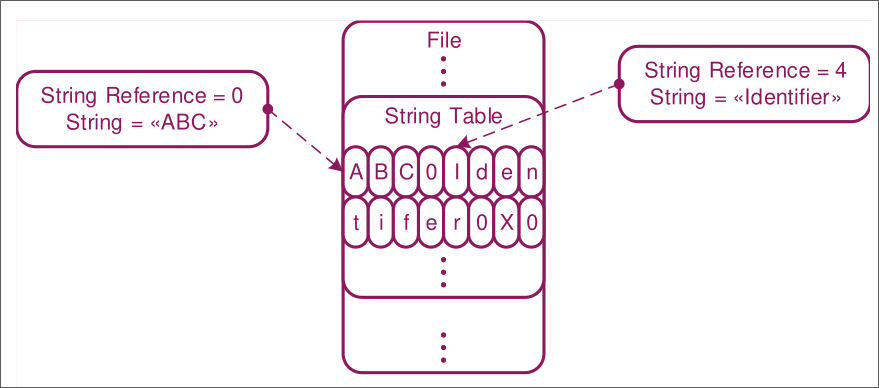 File
String Reference = 0
String = «ABC»
String Reference = 4
String = «Identifier»
String Table
A B C 0 I d e n
t i f e r 0 X 0